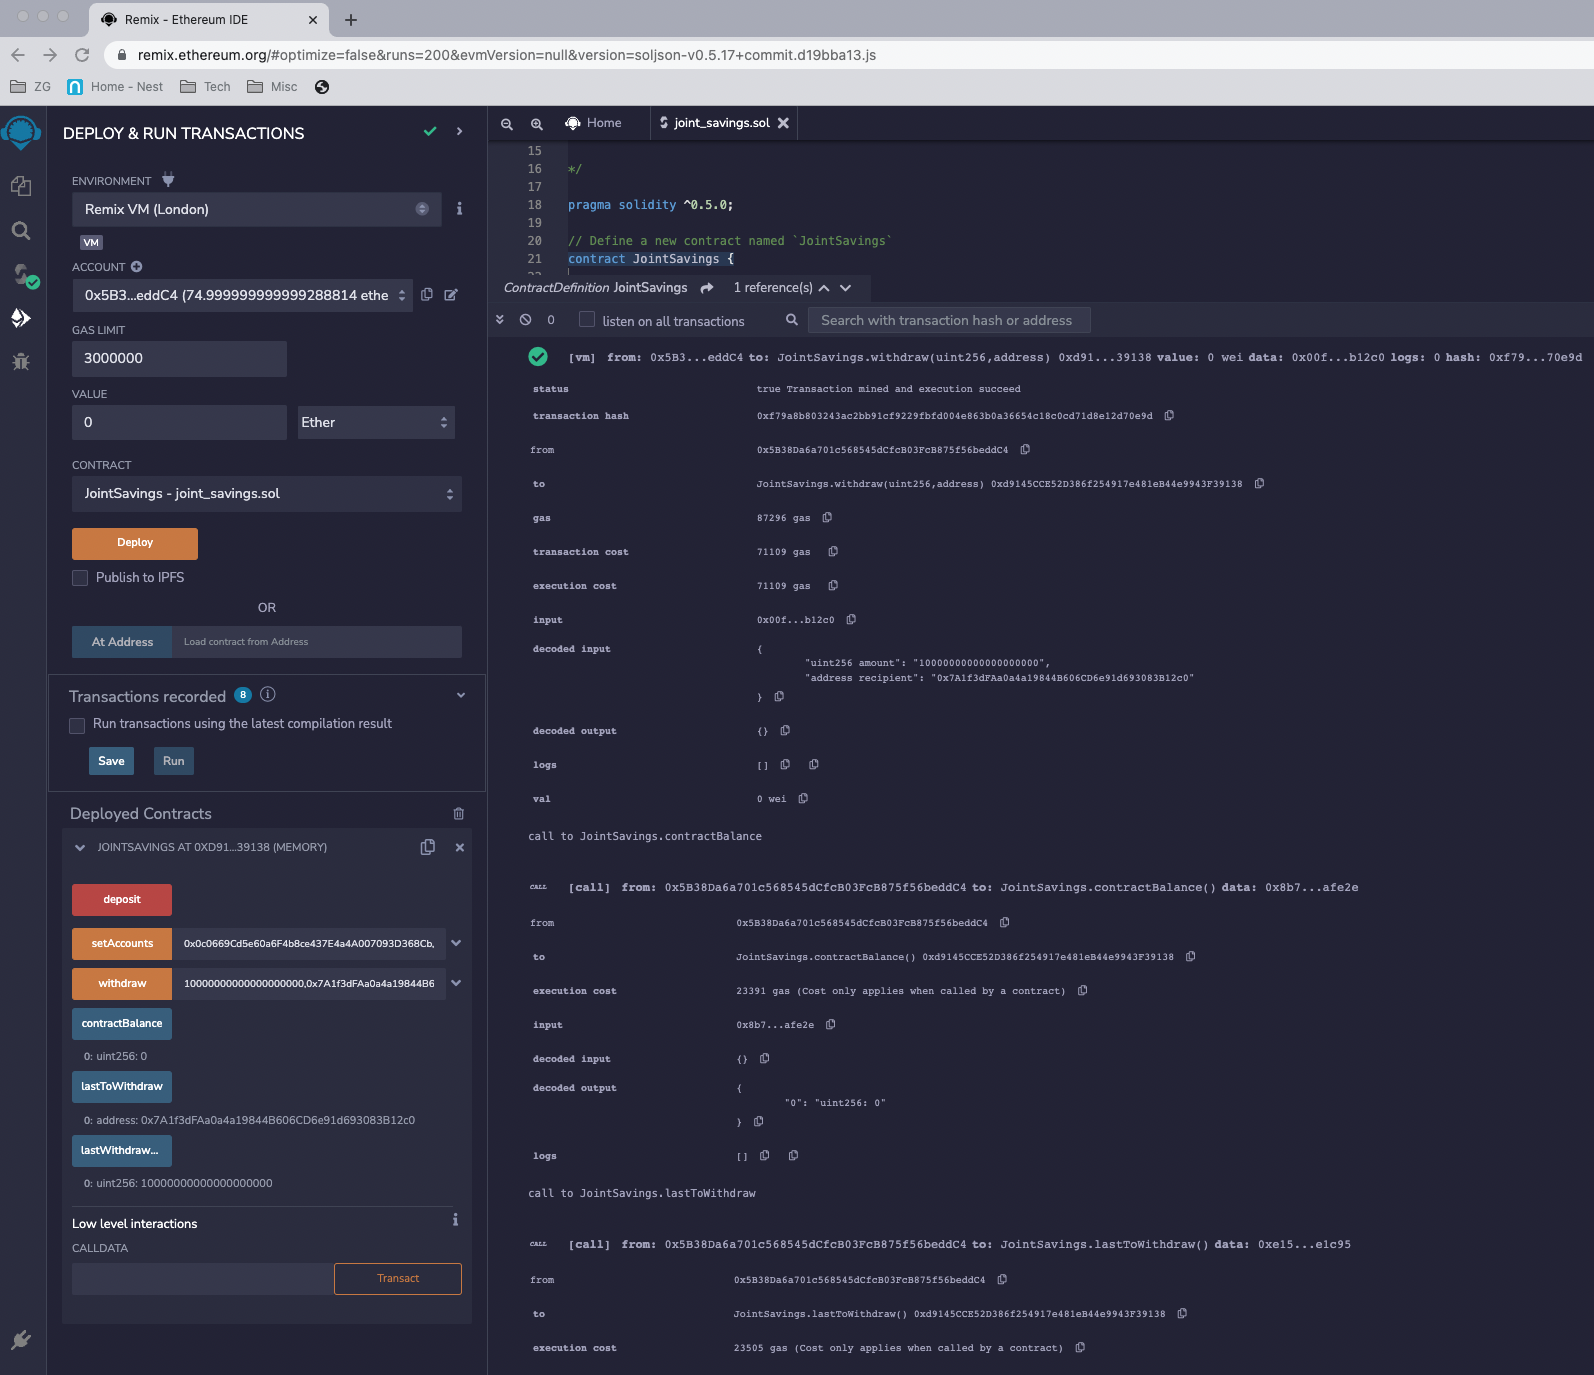 Remix - Ethereum IDE
remix.ethereum.org/#optimize=false&runs=200&evmVersion=null&version=soljson-v0.5.17+commit.d19bba13.js
ZG
Home - Nest
Tech
Misc
DEPLOY & RUN TRANSACTIONS
ENVIRONMENT
Remix VM (London)
VM
ACCOUNT
0x5B3...eddC4 (74.999999999999288814 ethe
GAS LIMIT
3000000
VALUE
0
Ether
CONTRACT
JointSavings - joint_savings.sol
Deploy
Publish to IPFS
OR
At Address
Load contract from Address
Transactions recorded 8
Run transactions using the latest compilation result
Save
Run
Deployed Contracts
JOINTSAVINGS AT 0XD91...39138 (MEMORY)
deposit
setAccounts 0x0c0669Cd5e60a6F4b8ce437E4a4A007093D368Cb,
withdraw 10000000000000000000,0x7A1f3dFAa0a4a19844B6
contractBalance
0: uint256: 0
lastToWithdraw
0: address: 0x7A1f3dFAa0a4a19844B606CD6e91d693083B12c0
lastWithdraw...
0: uint256: 10000000000000000000
Low level interactions
CALLDATA
Transact
Home
joint_savings.sol
15
16 */
17
18 pragma solidity ^0.5.0;
19
20 // Define a new contract named `JointSavings`
21 contract JointSavings {
ContractDefinition JointSavings 1 reference(s)
0 listen on all transactions
Search with transaction hash or address
[vm] from: 0x5B3...eddC4 to: JointSavings.withdraw(uint256,address) 0xd91...39138 value: 0 wei data: 0x00f...b12c0 logs: 0 hash: 0xf79...70e9d
status true Transaction mined and execution succeed
transaction hash 0xf79a8b803243ac2bb91cf9229fbfd004e863b0a36654c18c0cd71d8e12d70e9d
from 0x5B38Da6a701c568545dCfcB03FcB875f56beddC4
to JointSavings.withdraw(uint256,address) 0xd9145CCE52D386f254917e481eB44e9943F39138
gas 87296 gas
transaction cost 71109 gas
execution cost 71109 gas
input 0x00f...b12c0
decoded input {
"uint256 amount": "10000000000000000000",
"address recipient": "0x7A1f3dFAa0a4a19844B606CD6e91d693083B12c0"
}
decoded output {}
logs []
val 0 wei
call to JointSavings.contractBalance
CALL [call] from: 0x5B38Da6a701c568545dCfcB03FcB875f56beddC4 to: JointSavings.contractBalance() data: 0x8b7...afe2e
from 0x5B38Da6a701c568545dCfcB03FcB875f56beddC4
to JointSavings.contractBalance() 0xd9145CCE52D386f254917e481eB44e9943F39138
execution cost 23391 gas (Cost only applies when called by a contract)
input 0x8b7...afe2e
decoded input {}
decoded output {
"0": "uint256: 0"
}
logs []
call to JointSavings.lastToWithdraw
CALL [call] from: 0x5B38Da6a701c568545dCfcB03FcB875f56beddC4 to: JointSavings.lastToWithdraw() data: 0xe15...e1c95
from 0x5B38Da6a701c568545dCfcB03FcB875f56beddC4
to JointSavings.lastToWithdraw() 0xd9145CCE52D386f254917e481eB44e9943F39138
execution cost 23505 gas (Cost only applies when called by a contract)